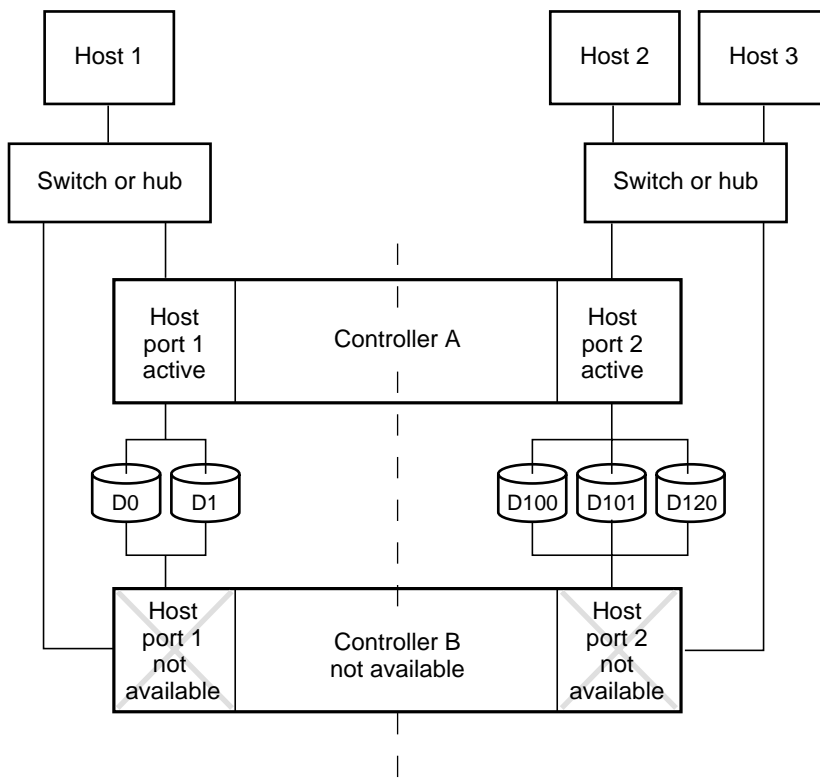 Host 1
Host 2
Host 3
Switch or hub
Switch or hub
Host
port 1
active
Controller A
Host
port 2
active
D0
D1
D100
D101
D120
Host
port 1
not
available
Controller B
not available
Host
port 2
not
available